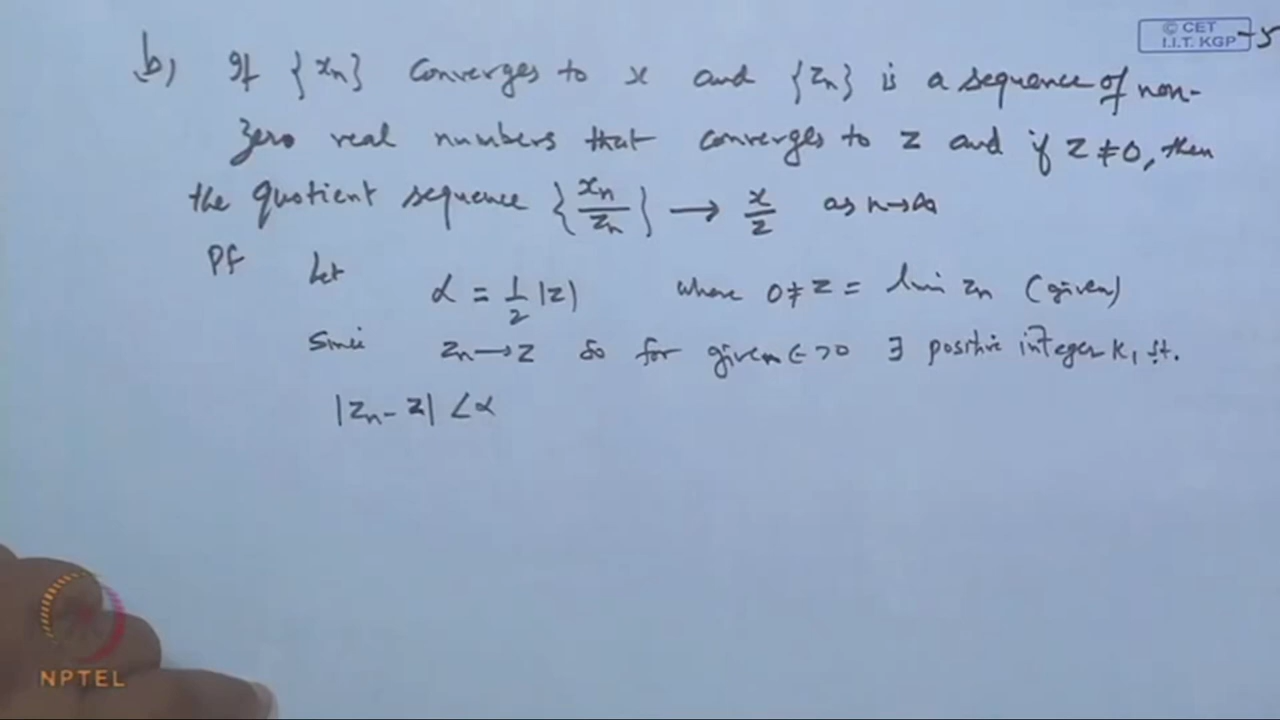 © CET
I.I.T. KGP -5
b) If {xn} converges to x and {zn} is a sequence of non-
zero real numbers that converges to z and if z ≠ 0, then
the quotient sequence {xn/zn} → x/z as n→∞
Pf Let α = 1/2 |z| where 0 ≠ z = lim zn (given)
Since zn → z so for given ϵ > 0 ∃ positive integer K1 s.t.
|zn - z| < α
NPTEL